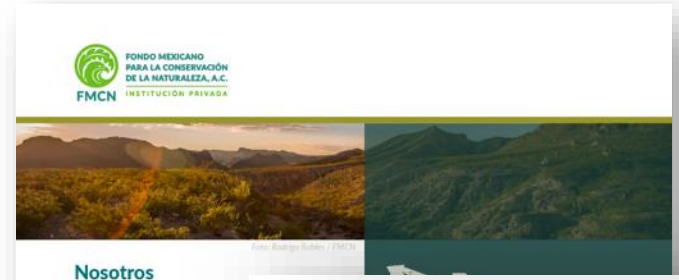 FONDO MEXICANO
PARA LA CONSERVACIÓN
DE LA NATURALEZA, A.C.
FMCN
INSTITUCIÓN PRIVADA
Foto: Rodrigo Robles / FMCN
Nosotros